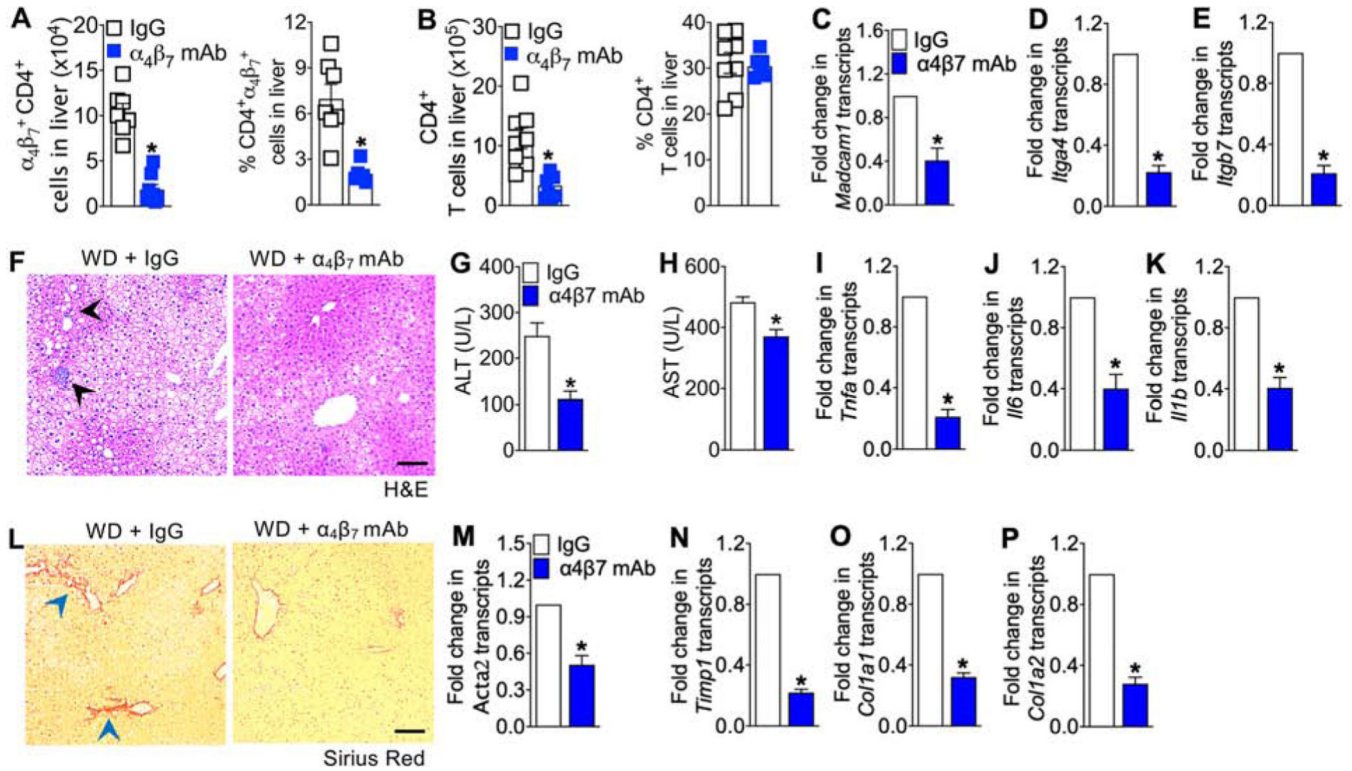 A
α₄β₇⁺ CD4⁺
cells in liver (x10⁴)
20
15
10
5
0
IgG
α₄β₇ mAb
*
% CD4⁺α₄β₇⁺
cells in liver
12
9
6
3
0
*
B
CD4⁺
T cells in liver (x10⁵)
30
20
10
0
IgG
α₄β₇ mAb
*
% CD4⁺
T cells in liver
40
30
20
10
0
C
Fold change in
Madcam1 transcripts
1.6
1.2
0.8
0.4
0.0
IgG
α4β7 mAb
*
D
Fold change in
Itga4 transcripts
1.2
0.8
0.4
0.0
*
E
Fold change in
Itgb7 transcripts
1.2
0.8
0.4
0.0
*
F
WD + IgG
WD + α₄β₇ mAb
H&E
G
ALT (U/L)
400
300
200
100
0
IgG
α4β7 mAb
*
H
AST (U/L)
600
400
200
0
*
I
Fold change in
Tnfa transcripts
1.2
0.8
0.4
0.0
*
J
Fold change in
Il6 transcripts
1.2
0.8
0.4
0.0
*
K
Fold change in
Il1b transcripts
1.2
0.8
0.4
0.0
*
L
WD + IgG
WD + α₄β₇ mAb
Sirius Red
M
Fold change in
Acta2 transcripts
1.5
1.2
0.9
0.6
0.3
0.0
IgG
α4β7 mAb
*
N
Fold change in
Timp1 transcripts
1.2
0.8
0.4
0.0
*
O
Fold change in
Col1a1 transcripts
1.2
0.8
0.4
0.0
*
P
Fold change in
Col1a2 transcripts
1.2
0.8
0.4
0.0
*